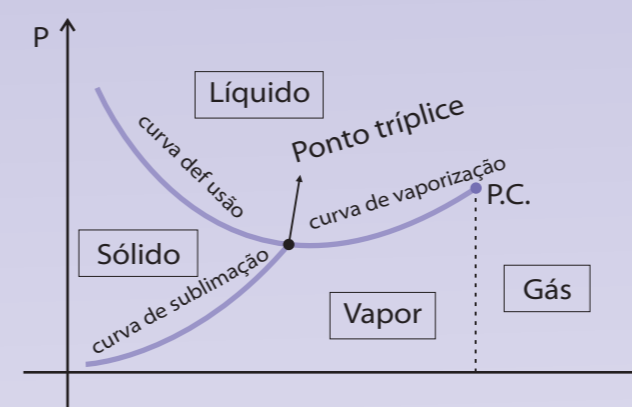 P
Líquido
Ponto tríplice
curva def usão
curva de vaporização
P.C.
Sólido
curva de sublimação
Vapor
Gás